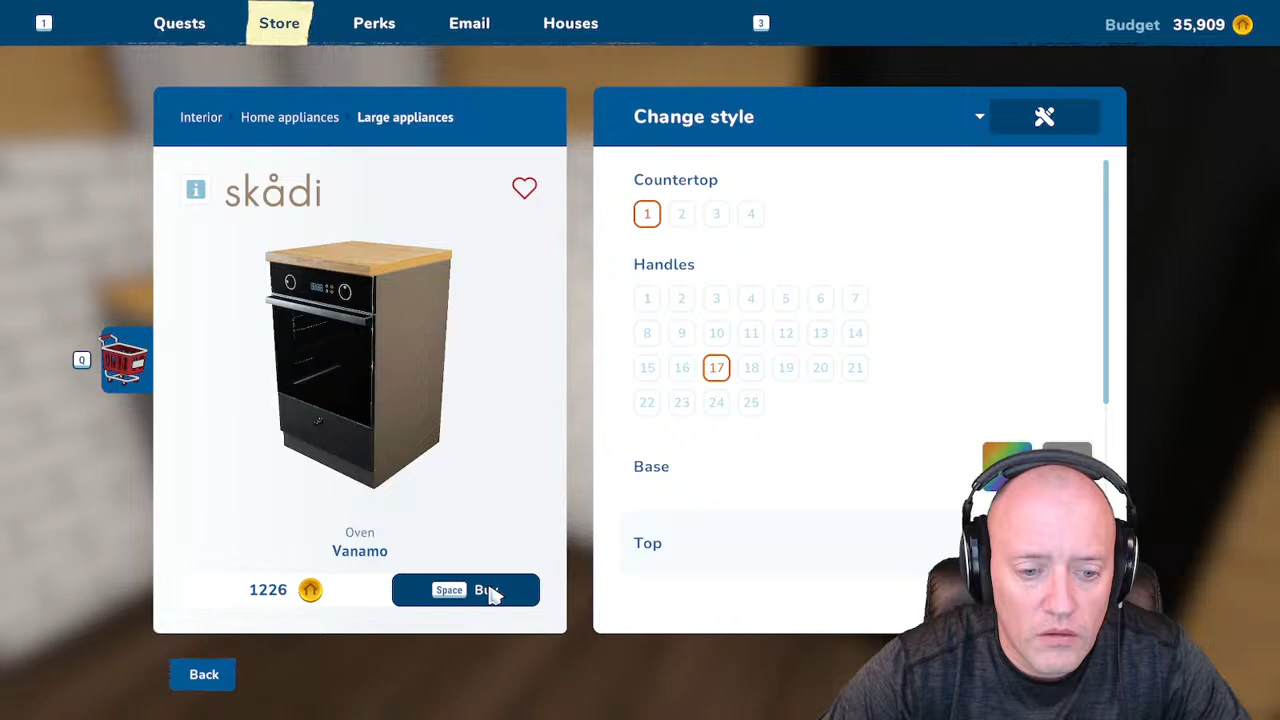 1 Quests Store Perks Email Houses 3 Budget 35,909
Interior Home appliances Large appliances
Change style
i skådi
Countertop
1 2 3 4
Handles
1 2 3 4 5 6 7
8 9 10 11 12 13 14
15 16 17 18 19 20 21
22 23 24 25
Q
Base
Oven
Vanamo
Top
1226 Space
Back